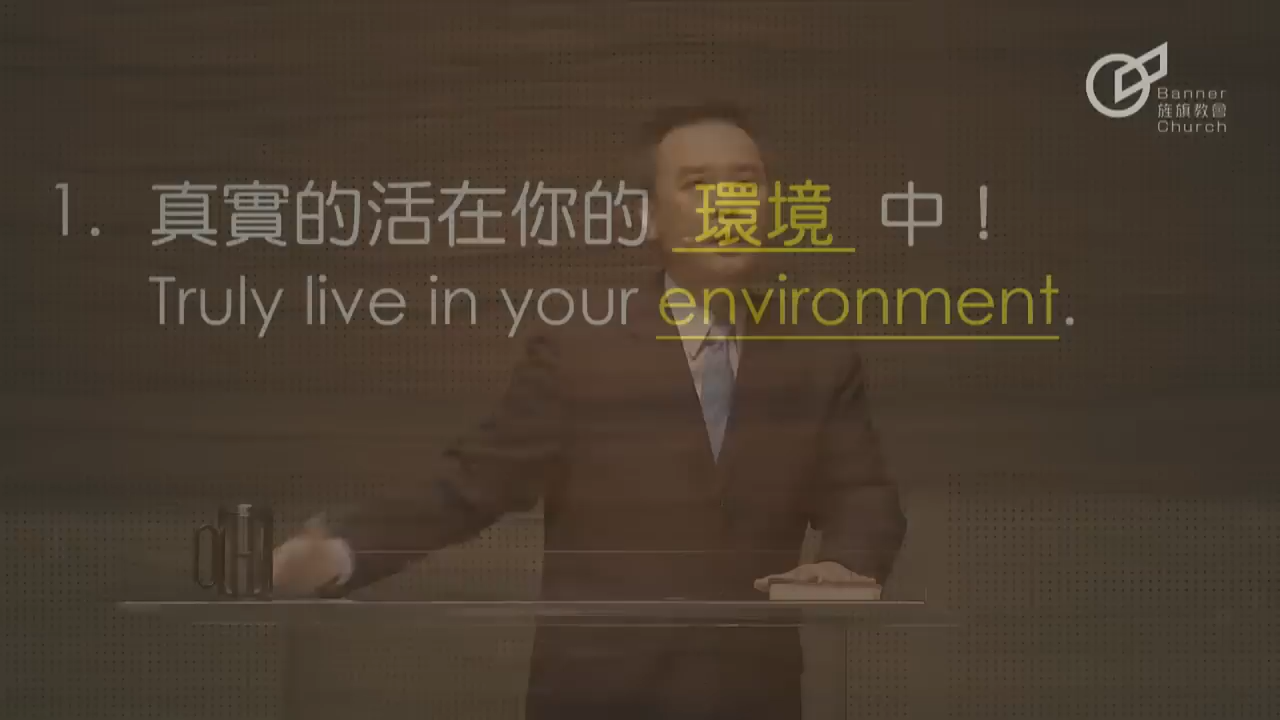 Banner
旌旗教會
Church
1. 真實的活在你的 環境 中！
Truly live in your environment.